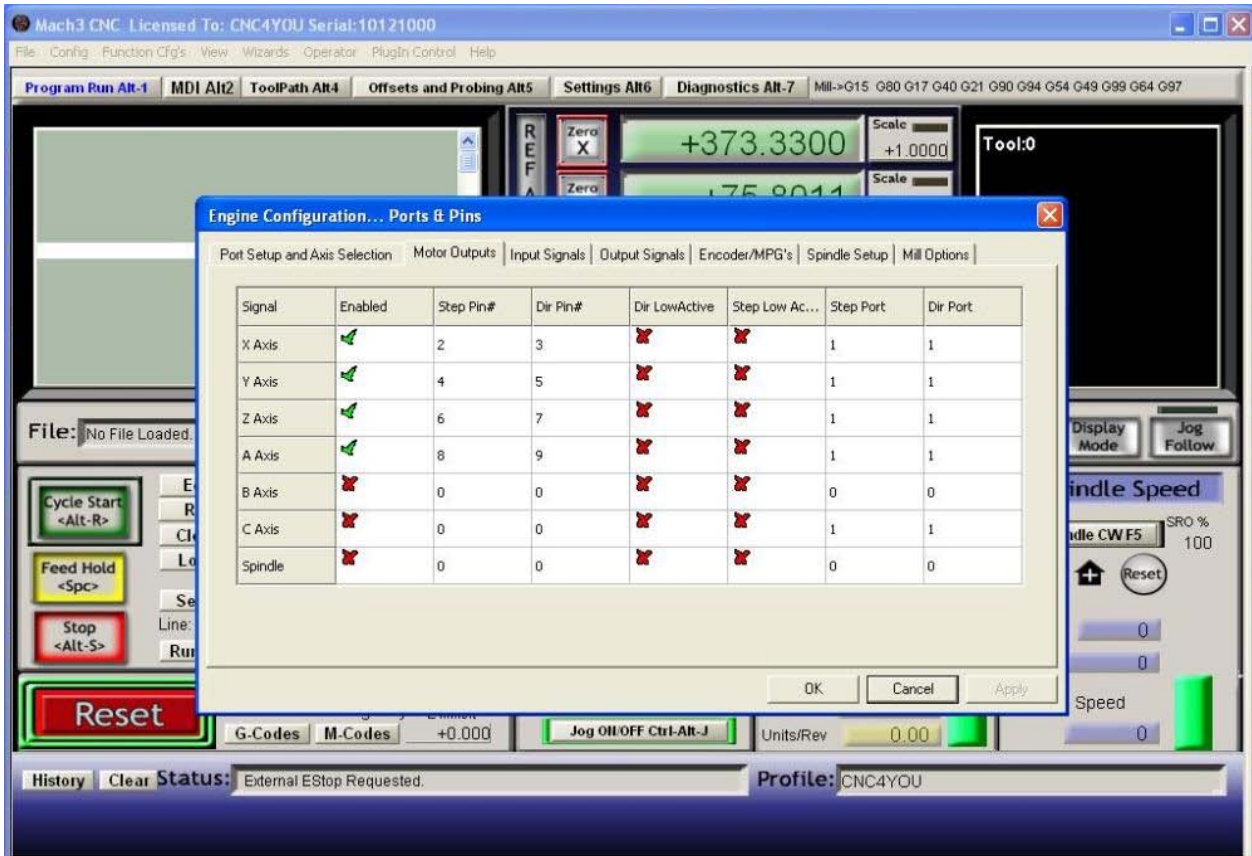 Mach3 CNC Licensed To: CNC4YOU Serial:10121000
File Config Function Cfg's View Wizards Operator PlugIn Control Help
Program Run Alt-1 MDI Alt2 ToolPath Alt4 Offsets and Probing Alt5 Settings Alt6 Diagnostics Alt-7 Mill->G15 G80 G17 G40 G21 G90 G94 G54 G49 G99 G64 G97
REF A
Zero X +373.3300 Scale +1.0000 Tool:0
Zero +75.8011 Scale
Engine Configuration... Ports & Pins
Port Setup and Axis Selection Motor Outputs Input Signals Output Signals Encoder/MPG's Spindle Setup Mill Options
Signal Enabled Step Pin# Dir Pin# Dir LowActive Step Low Ac... Step Port Dir Port
X Axis 2 3 1 1
Y Axis 4 5 1 1
Z Axis 6 7 1 1
A Axis 8 9 1 1
B Axis 0 0 0 0
C Axis 0 0 1 1
Spindle 0 0 0 0
OK Cancel Apply
File: No File Loaded.
Display Mode Jog Follow
Cycle Start <Alt-R>
Feed Hold <Spc>
Stop <Alt-S>
Line:
indle Speed
ndle CW F5 SRO % 100
Reset
0
0
Speed
0
Reset
G-Codes M-Codes +0.000 Jog ON/OFF Ctrl-Alt-J Units/Rev 0.00
History Clear Status: External EStop Requested. Profile: CNC4YOU